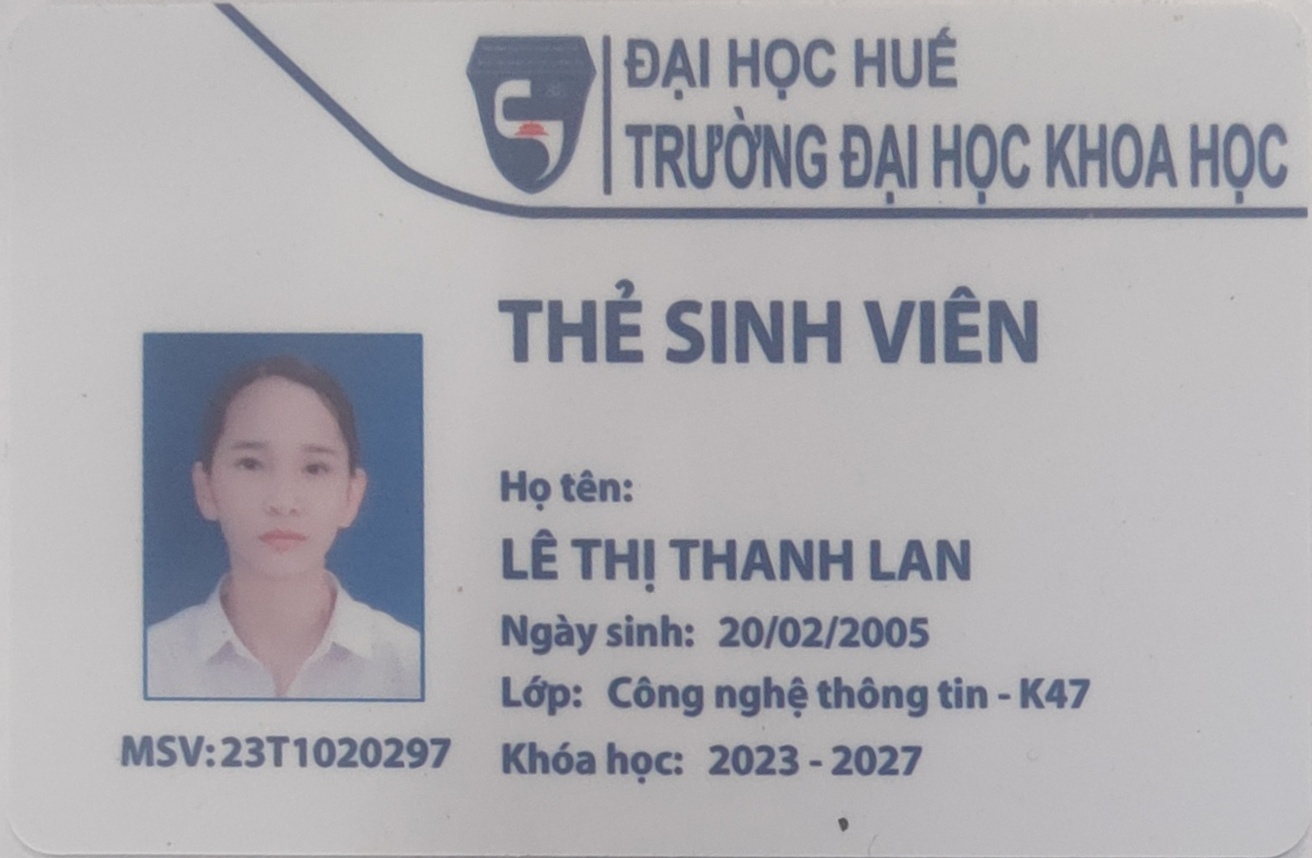 ĐẠI HỌC HUẾ
TRƯỜNG ĐẠI HỌC KHOA HỌC
THẺ SINH VIÊN
Họ tên:
LÊ THỊ THANH LAN
Ngày sinh: 20/02/2005
Lớp: Công nghệ thông tin - K47
MSV:23T1020297
Khóa học: 2023 - 2027